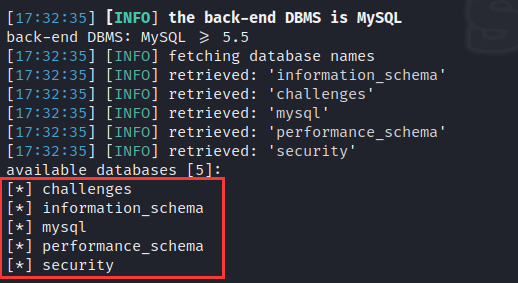 [17:32:35] [INFO] the back-end DBMS is MySQL
back-end DBMS: MySQL ≥ 5.5
[17:32:35] [INFO] fetching database names
[17:32:35] [INFO] retrieved: 'information_schema'
[17:32:35] [INFO] retrieved: 'challenges'
[17:32:35] [INFO] retrieved: 'mysql'
[17:32:35] [INFO] retrieved: 'performance_schema'
[17:32:35] [INFO] retrieved: 'security'
available databases [5]:
[*] challenges
[*] information_schema
[*] mysql
[*] performance_schema
[*] security